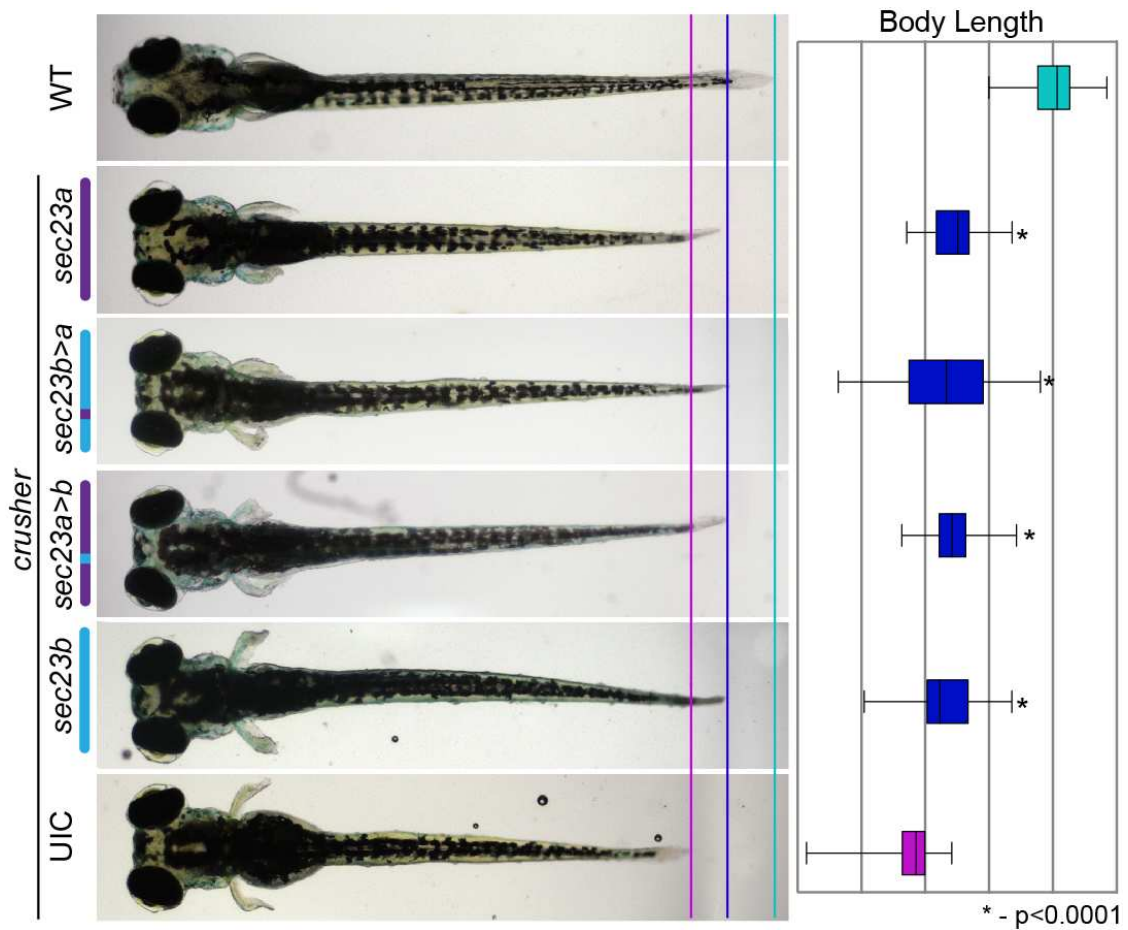 Body Length
WT
sec23a
*
sec23b>a
*
crusher
sec23a>b
*
sec23b
*
UIC
* - p<0.0001